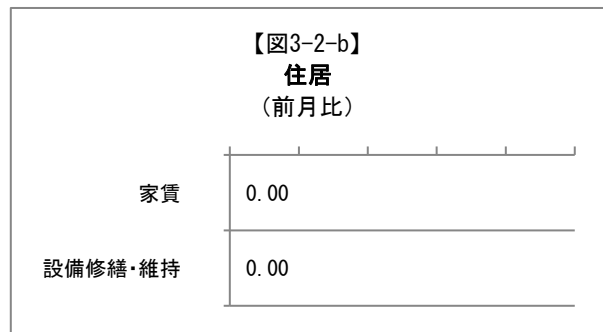 【図3-2-b】
住居
（前月比）
家賃 0.00
設備修繕・維持 0.00